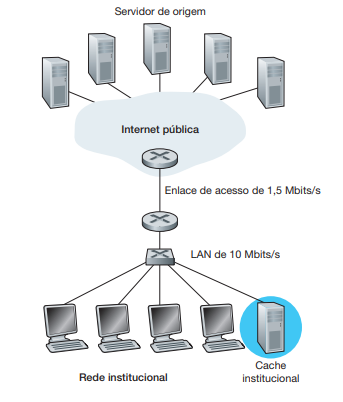 Servidor de origem
Internet pública
Enlace de acesso de 1,5 Mbits/s
LAN de 10 Mbits/s
Rede institucional
Cache
institucional